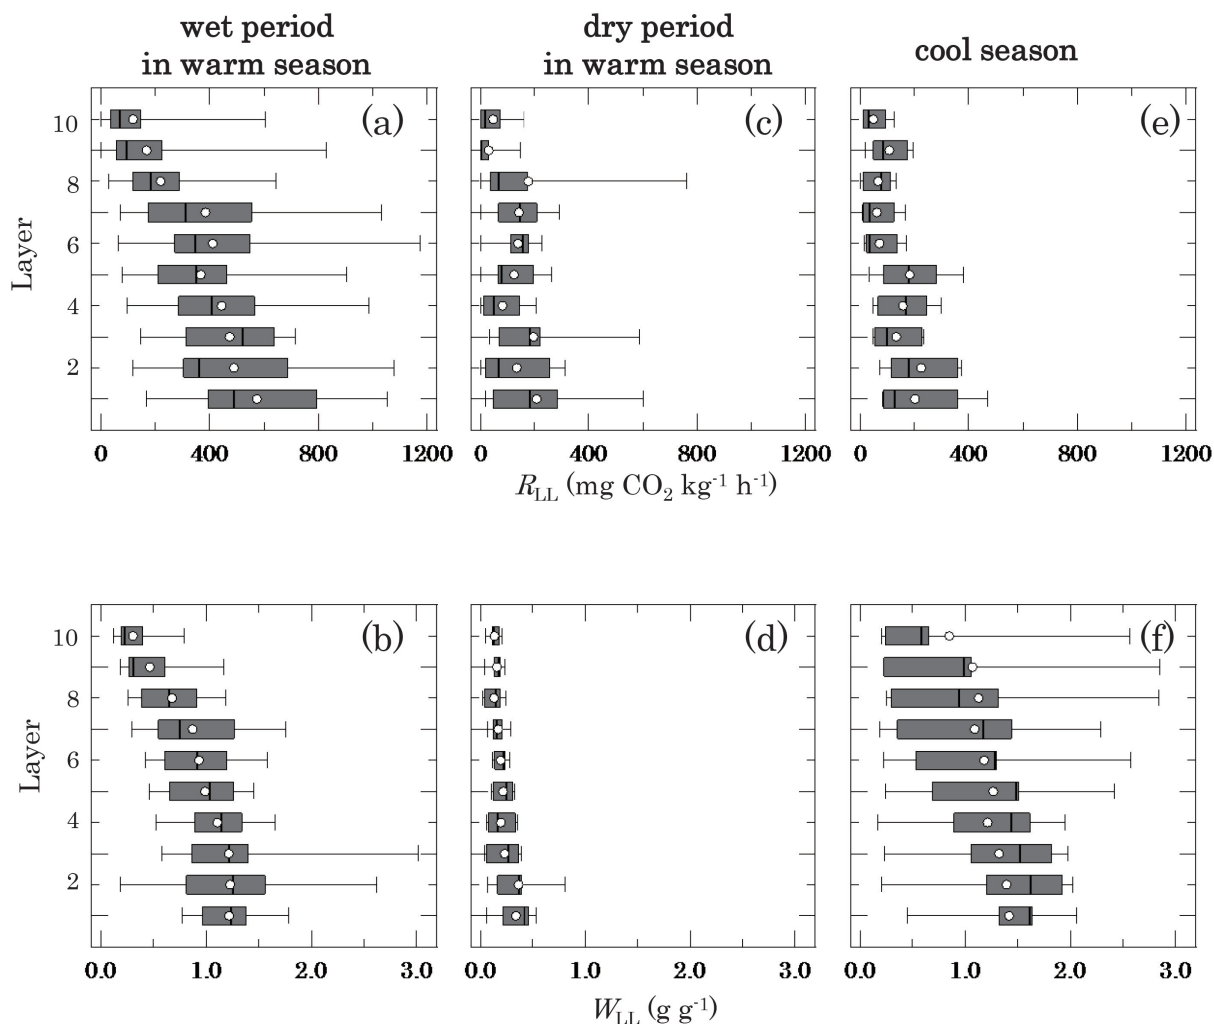 wet period
in warm season
dry period
in warm season
cool season
(a)
(c)
(e)
10
8
6
4
2
Layer
0 400 800 1200
0 400 800 1200
0 400 800 1200
R_LL (mg CO₂ kg⁻¹ h⁻¹)
(b)
(d)
(f)
10
8
6
4
2
Layer
0.0 1.0 2.0 3.0
0.0 1.0 2.0 3.0
0.0 1.0 2.0 3.0
W_LL (g g⁻¹)